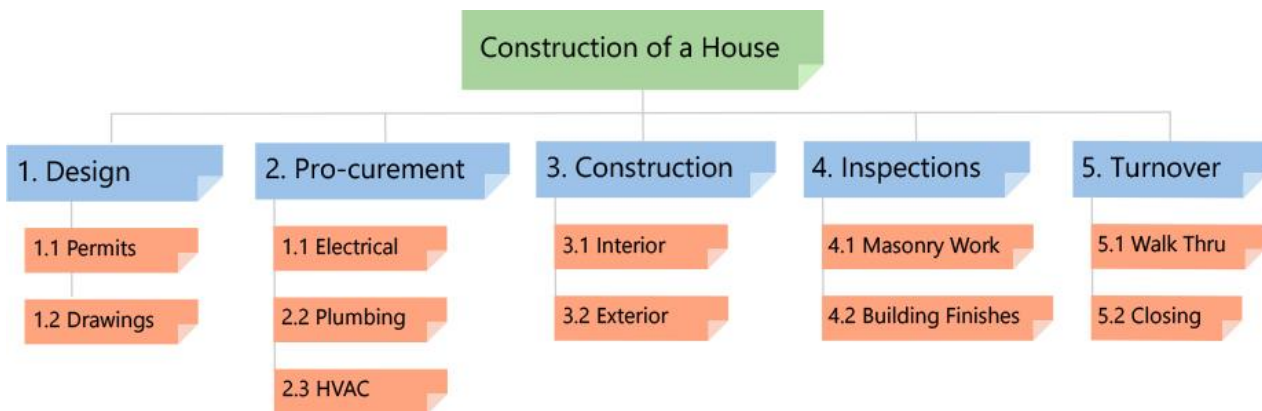 Construction of a House
1. Design
2. Pro-curement
3. Construction
4. Inspections
5. Turnover
1.1 Permits
1.1 Electrical
3.1 Interior
4.1 Masonry Work
5.1 Walk Thru
1.2 Drawings
2.2 Plumbing
3.2 Exterior
4.2 Building Finishes
5.2 Closing
2.3 HVAC